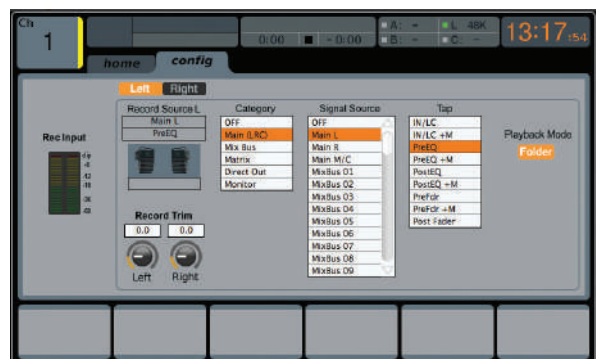 Ch
1
0:00
- 0:00
A: -
B: -
L 48K
C: -
13:17:54
home
config
Left
Right
Rec Input
clip
Record Source L
Main L
PreEQ
Record Trim
0.0
0.0
Left
Right
Category
OFF
Main (LRC)
Mix Bus
Matrix
Direct Out
Monitor
Signal Source
OFF
Main L
Main R
Main M/C
MixBus 01
MixBus 02
MixBus 03
MixBus 04
MixBus 05
MixBus 06
MixBus 07
MixBus 08
MixBus 09
Tap
IN/LC
IN/LC +M
PreEQ
PreEQ +M
PostEQ
PostEQ +M
PreFdr
PreFdr +M
Post Fader
Playback Mode
Folder